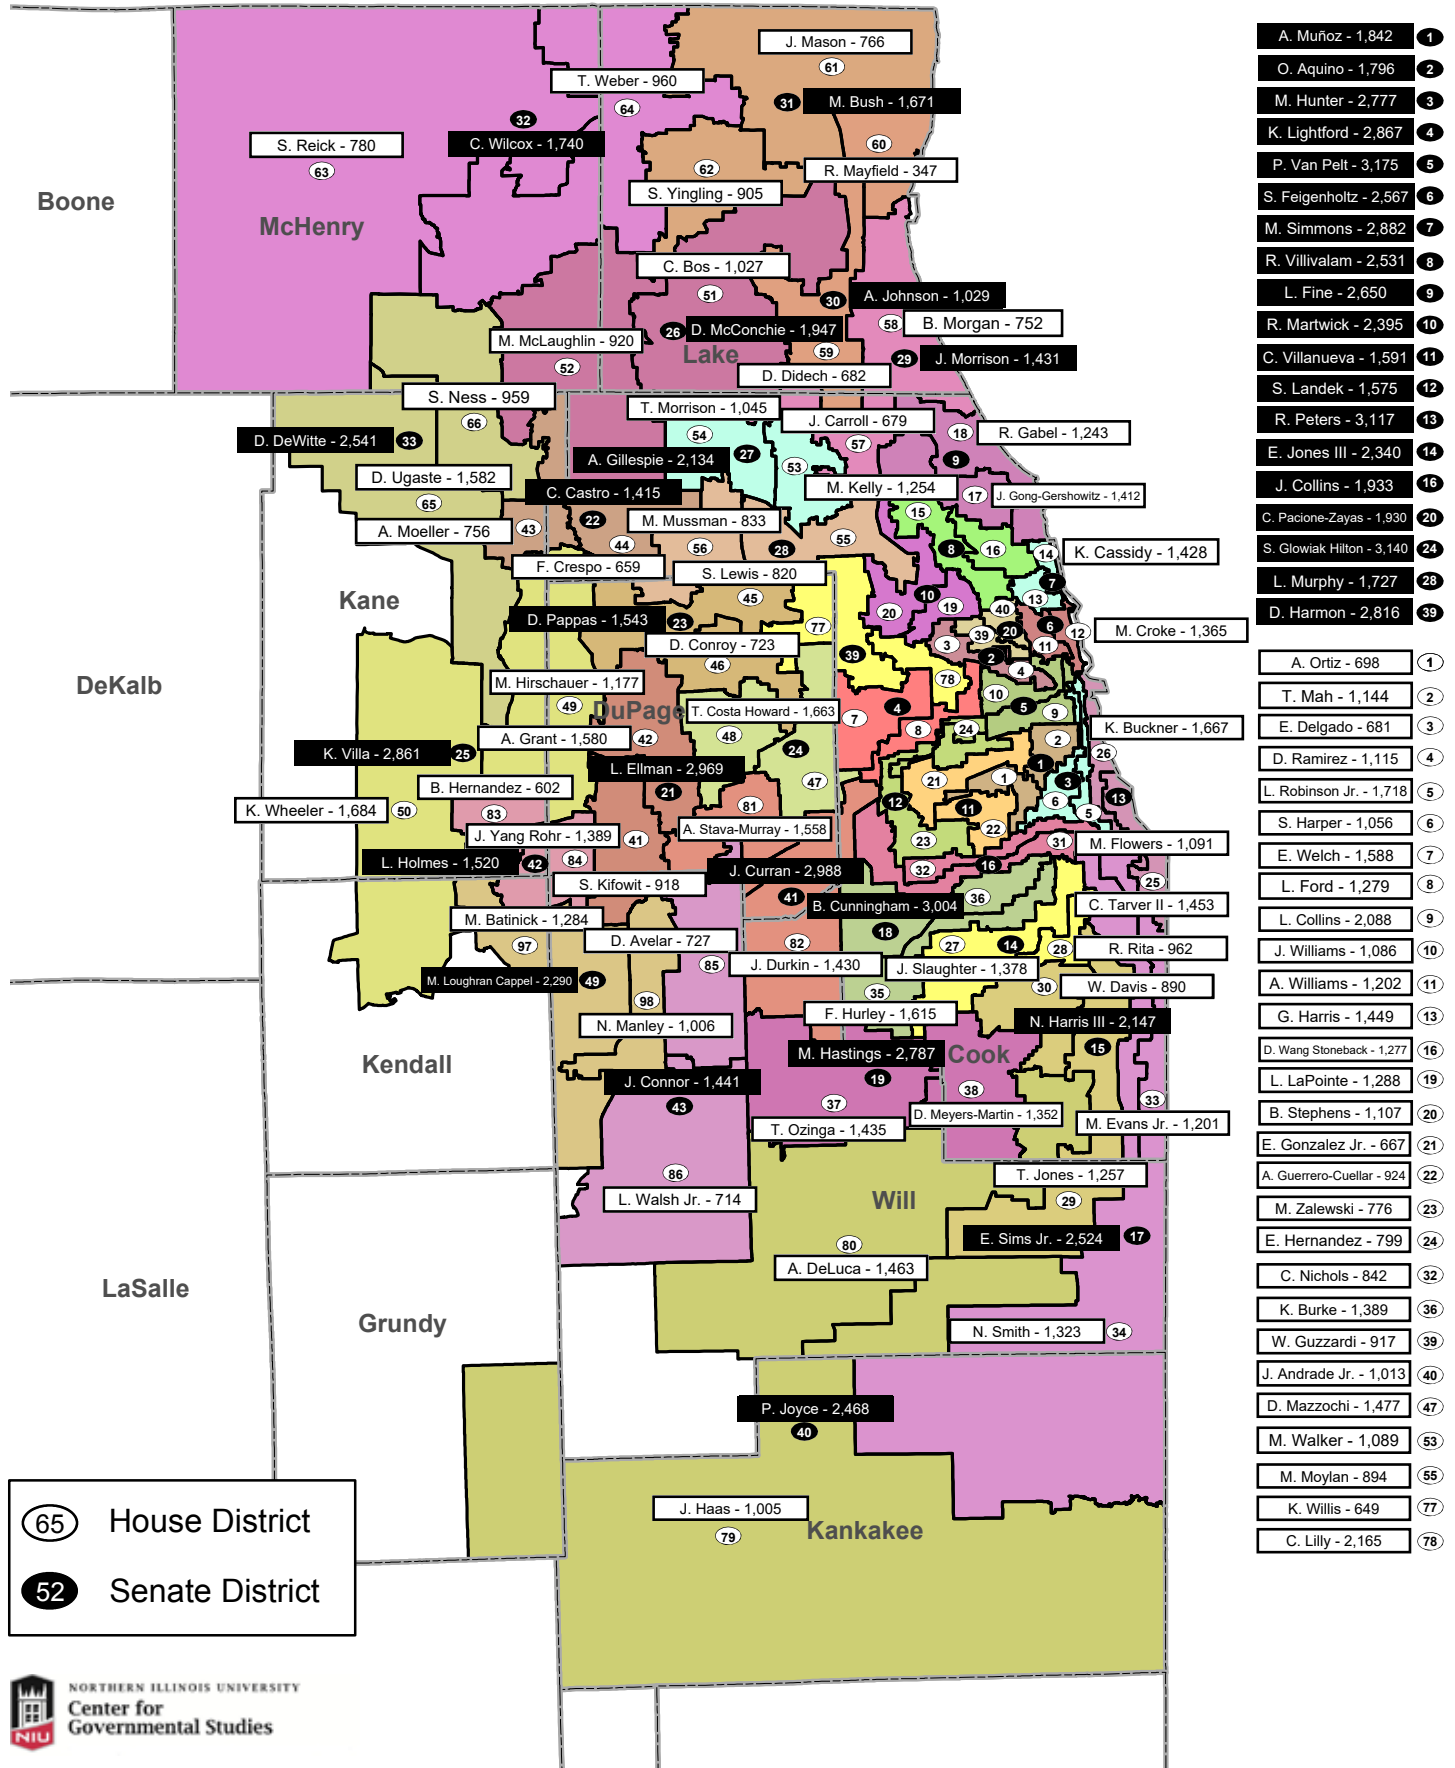 J. Mason - 766
61
T. Weber - 960
64
31
M. Bush - 1,671
32
C. Wilcox - 1,740
S. Reick - 780
63
60
62
R. Mayfield - 347
S. Yingling - 905
Boone
McHenry
C. Bos - 1,027
51
30
A. Johnson - 1,029
58
B. Morgan - 752
26
D. McConchie - 1,947
M. McLaughlin - 920
52
Lake
59
29
J. Morrison - 1,431
D. Didech - 682
S. Ness - 959
66
T. Morrison - 1,045
54
J. Carroll - 679
57
18
R. Gabel - 1,243
D. DeWitte - 2,541
33
27
A. Gillespie - 2,134
53
9
D. Ugaste - 1,582
65
C. Castro - 1,415
22
M. Kelly - 1,254
17
J. Gong-Gershowitz - 1,412
15
A. Moeller - 756
43
M. Mussman - 833
44
56
28
55
8
16
14
K. Cassidy - 1,428
F. Crespo - 659
S. Lewis - 820
45
7
13
Kane
10
20
19
40
D. Pappas - 1,543
23
77
39
20
6
12
M. Croke - 1,365
D. Conroy - 723
46
3
11
39
2
4
DeKalb
M. Hirschauer - 1,177
49
78
10
DuPage
T. Costa Howard - 1,663
48
7
4
5
9
K. Buckner - 1,667
26
A. Grant - 1,580
42
8
24
2
24
K. Villa - 2,861
25
L. Ellman - 2,969
21
47
21
1
1
3
13
B. Hernandez - 602
83
K. Wheeler - 1,684
50
81
12
11
6
5
J. Yang Rohr - 1,389
84
41
A. Stava-Murray - 1,558
23
22
31
M. Flowers - 1,091
L. Holmes - 1,520
42
J. Curran - 2,988
32
16
S. Kifowit - 918
41
25
36
M. Batinick - 1,284
97
B. Cunningham - 3,004
18
C. Tarver II - 1,453
D. Avelar - 727
82
27
14
28
R. Rita - 962
85
J. Durkin - 1,430
J. Slaughter - 1,378
M. Loughran Cappel - 2,290
49
35
30
W. Davis - 890
98
N. Manley - 1,006
F. Hurley - 1,615
N. Harris III - 2,147
15
Kendall
M. Hastings - 2,787
19
Cook
J. Connor - 1,441
43
38
37
33
D. Meyers-Martin - 1,352
M. Evans Jr. - 1,201
T. Ozinga - 1,435
86
L. Walsh Jr. - 714
T. Jones - 1,257
29
Will
E. Sims Jr. - 2,524
17
80
A. DeLuca - 1,463
LaSalle
Grundy
N. Smith - 1,323
34
P. Joyce - 2,468
40
J. Haas - 1,005
79
Kankakee
A. Muñoz - 1,842 1
O. Aquino - 1,796 2
M. Hunter - 2,777 3
K. Lightford - 2,867 4
P. Van Pelt - 3,175 5
S. Feigenholtz - 2,567 6
M. Simmons - 2,882 7
R. Villivalam - 2,531 8
L. Fine - 2,650 9
R. Martwick - 2,395 10
C. Villanueva - 1,591 11
S. Landek - 1,575 12
R. Peters - 3,117 13
E. Jones III - 2,340 14
J. Collins - 1,933 16
C. Pacione-Zayas - 1,930 20
S. Glowiak Hilton - 3,140 24
L. Murphy - 1,727 28
D. Harmon - 2,816 39
A. Ortiz - 698 1
T. Mah - 1,144 2
E. Delgado - 681 3
D. Ramirez - 1,115 4
L. Robinson Jr. - 1,718 5
S. Harper - 1,056 6
E. Welch - 1,588 7
L. Ford - 1,279 8
L. Collins - 2,088 9
J. Williams - 1,086 10
A. Williams - 1,202 11
G. Harris - 1,449 13
D. Wang Stoneback - 1,277 16
L. LaPointe - 1,288 19
B. Stephens - 1,107 20
E. Gonzalez Jr. - 667 21
A. Guerrero-Cuellar - 924 22
M. Zalewski - 776 23
E. Hernandez - 799 24
C. Nichols - 842 32
K. Burke - 1,389 36
W. Guzzardi - 917 39
J. Andrade Jr. - 1,013 40
D. Mazzochi - 1,477 47
M. Walker - 1,089 53
M. Moylan - 894 55
K. Willis - 649 77
C. Lilly - 2,165 78
65 House District
52 Senate District
NIU
NORTHERN ILLINOIS UNIVERSITY
Center for
Governmental Studies